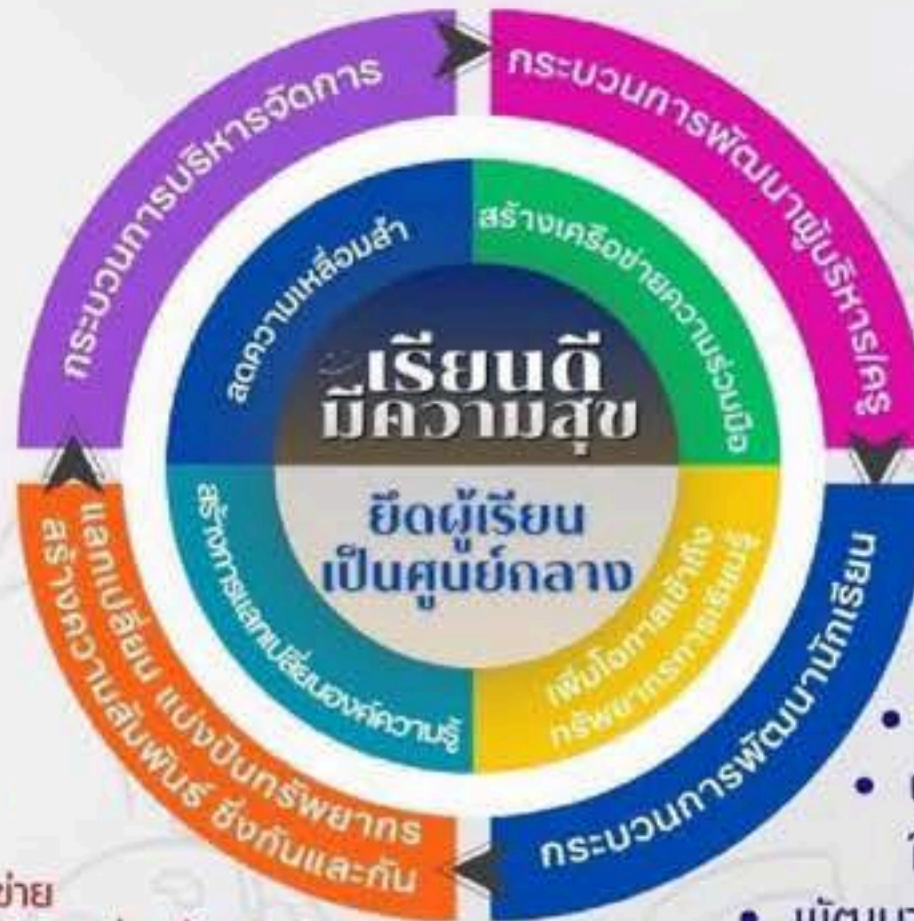 กระบวนการบริหารจัดการ
กระบวนการพัฒนาผู้บริหาร/ครู
ลดความเหลื่อมล้ำ
สร้างเครือข่ายความร่วมมือ
เรียนดี
มีความสุข
ยึดผู้เรียน
เป็นศูนย์กลาง
สร้างการแลกเปลี่ยนองค์ความรู้
เพิ่มโอกาสเข้าถึง
ทรัพยากรการเรียนรู้
แลกเปลี่ยน แบ่งปันทรัพยากร
สร้างความสัมพันธ์ ซึ่งกันและกัน
กระบวนการพัฒนานักเรียน